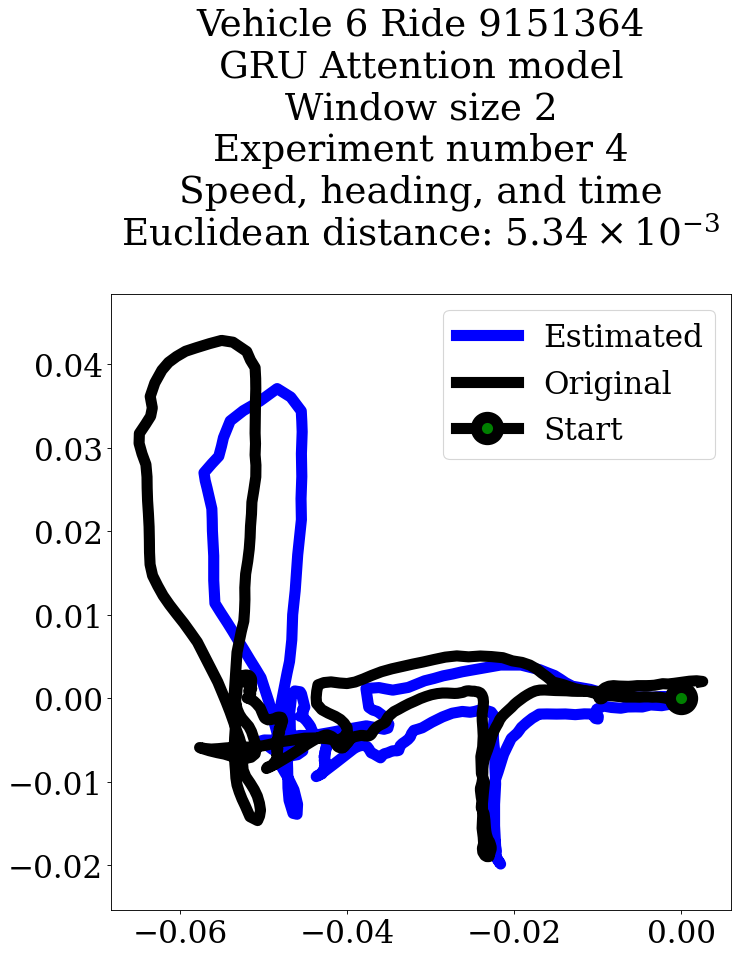 Vehicle 6 Ride 9151364
GRU Attention model
Window size 2
Experiment number 4
Speed, heading, and time
Euclidean distance: 5.34 × 10⁻³
Estimated
Original
Start
0.04
0.03
0.02
0.01
0.00
−0.01
−0.02
−0.06 −0.04 −0.02 0.00